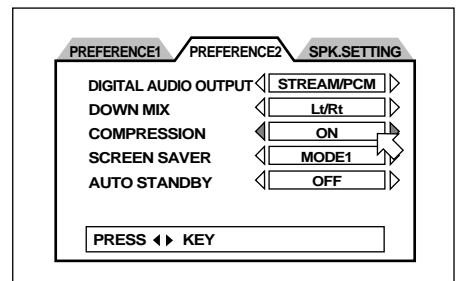 PREFERENCE1 PREFERENCE2 SPK.SETTING
DIGITAL AUDIO OUTPUT STREAM/PCM
DOWN MIX Lt/Rt
COMPRESSION ON
SCREEN SAVER MODE1
AUTO STANDBY OFF
PRESS ◀▶ KEY